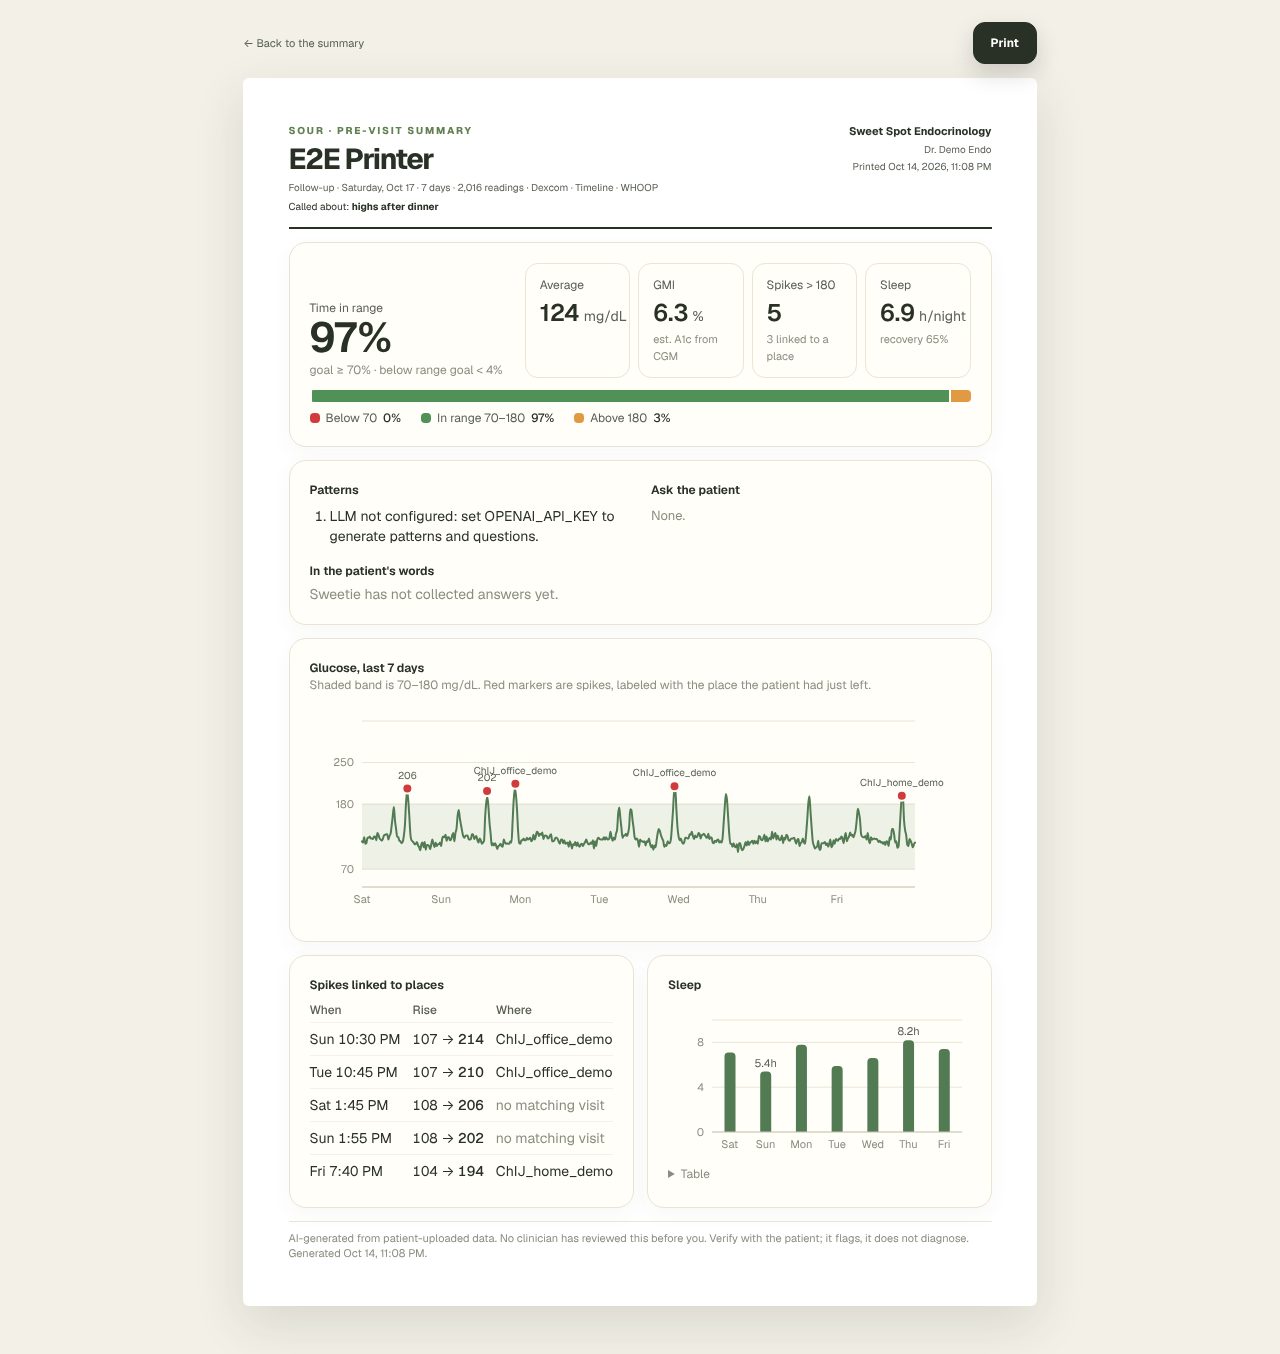 ← Back to the summary
Print
SOUR · PRE-VISIT SUMMARY
E2E Printer
Follow-up · Saturday, Oct 17 · 7 days · 2,016 readings · Dexcom · Timeline · WHOOP
Called about: highs after dinner
Sweet Spot Endocrinology
Dr. Demo Endo
Printed Oct 14, 2026, 11:08 PM
Time in range
97%
goal ≥ 70% · below range goal < 4%
Average
124 mg/dL
GMI
6.3 %
est. A1c from
CGM
Spikes > 180
5
3 linked to a
place
Sleep
6.9 h/night
recovery 65%
Below 70 0%
In range 70–180 97%
Above 180 3%
Patterns
1. LLM not configured: set OPENAI_API_KEY to
generate patterns and questions.
Ask the patient
None.
In the patient's words
Sweetie has not collected answers yet.
Glucose, last 7 days
Shaded band is 70–180 mg/dL. Red markers are spikes, labeled with the place the patient had just left.
250
180
70
206
202
ChIJ_office_demo
ChIJ_office_demo
ChIJ_home_demo
Sat Sun Mon Tue Wed Thu Fri
Spikes linked to places
When Rise Where
Sun 10:30 PM 107 → 214 ChIJ_office_demo
Tue 10:45 PM 107 → 210 ChIJ_office_demo
Sat 1:45 PM 108 → 206 no matching visit
Sun 1:55 PM 108 → 202 no matching visit
Fri 7:40 PM 104 → 194 ChIJ_home_demo
Sleep
8
4
0
5.4h
8.2h
Sat Sun Mon Tue Wed Thu Fri
▶ Table
AI-generated from patient-uploaded data. No clinician has reviewed this before you. Verify with the patient; it flags, it does not diagnose.
Generated Oct 14, 11:08 PM.